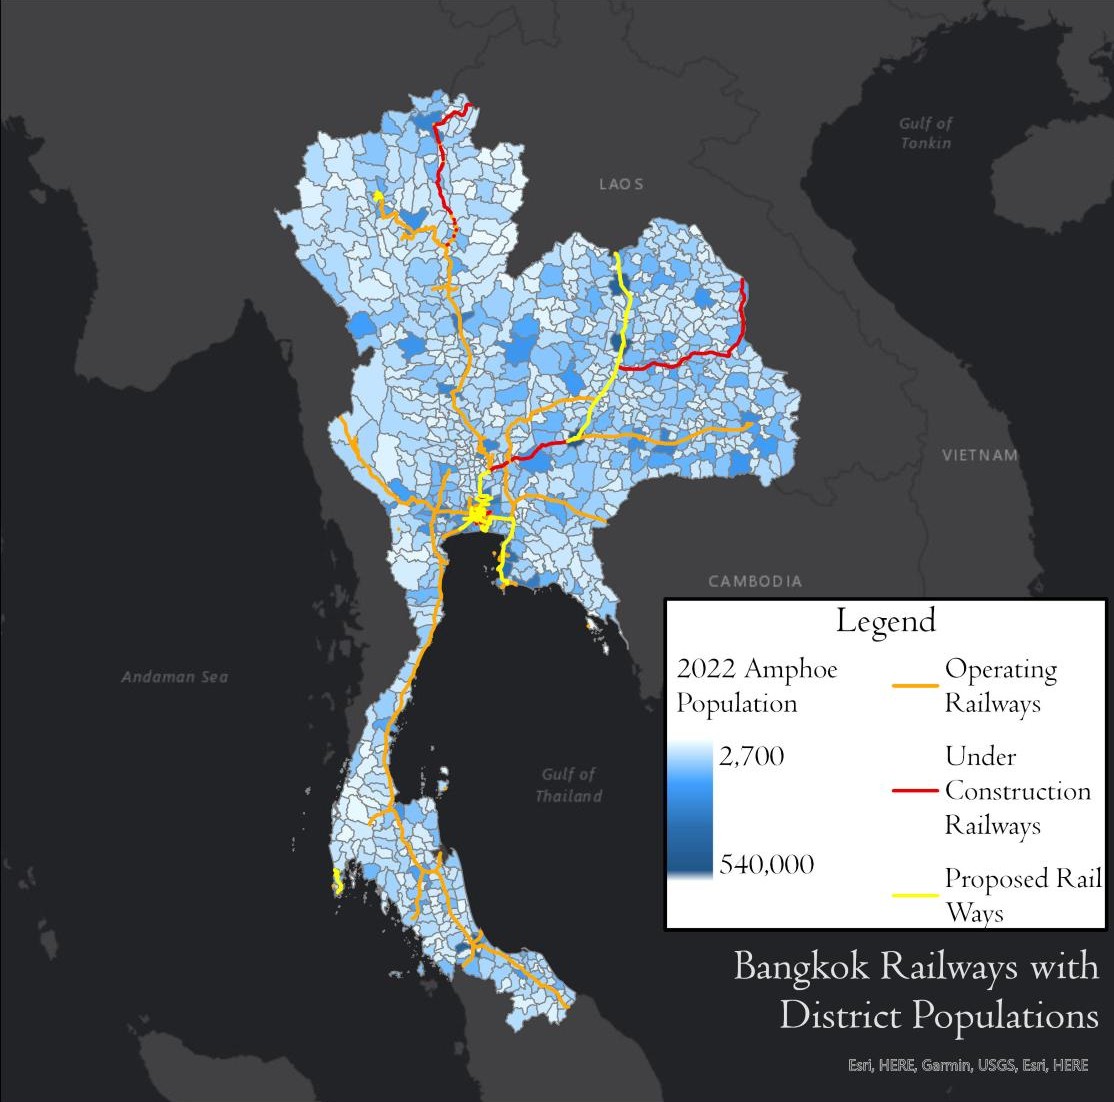 Gulf of
Tonkin
LAOS
VIETNAM
CAMBODIA
Andaman Sea
Gulf of
Thailand
Legend
2022 Amphoe
Population
2,700
540,000
Operating
Railways
Under
Construction
Railways
Proposed Rail
Ways
Bangkok Railways with
District Populations
Esri, HERE, Garmin, USGS, Esri, HERE